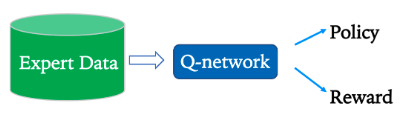 Expert Data
Q-network
Policy
Reward